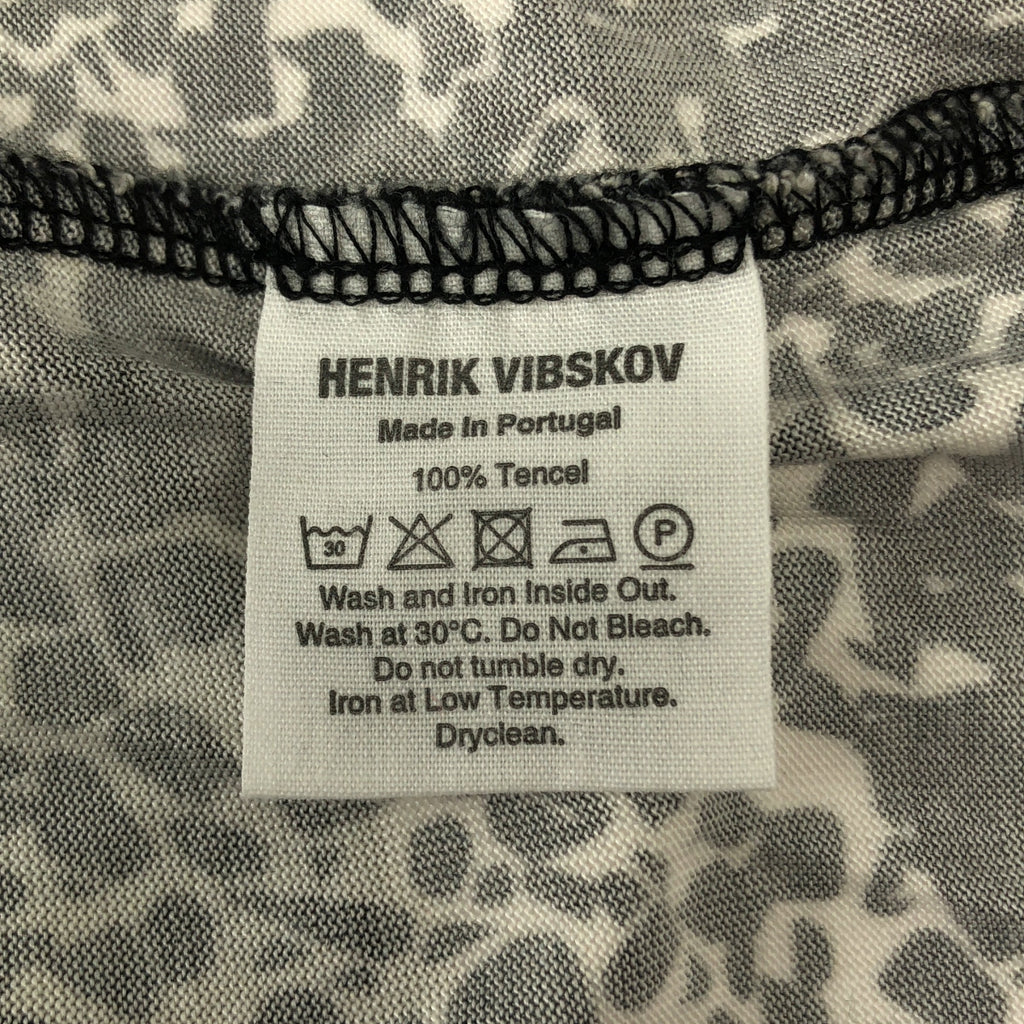 HENRIK VIBSKOV
Made In Portugal
100% Tencel
30 P
Wash and Iron Inside Out.
Wash at 30°C. Do Not Bleach.
Do not tumble dry.
Iron at Low Temperature.
Dryclean.